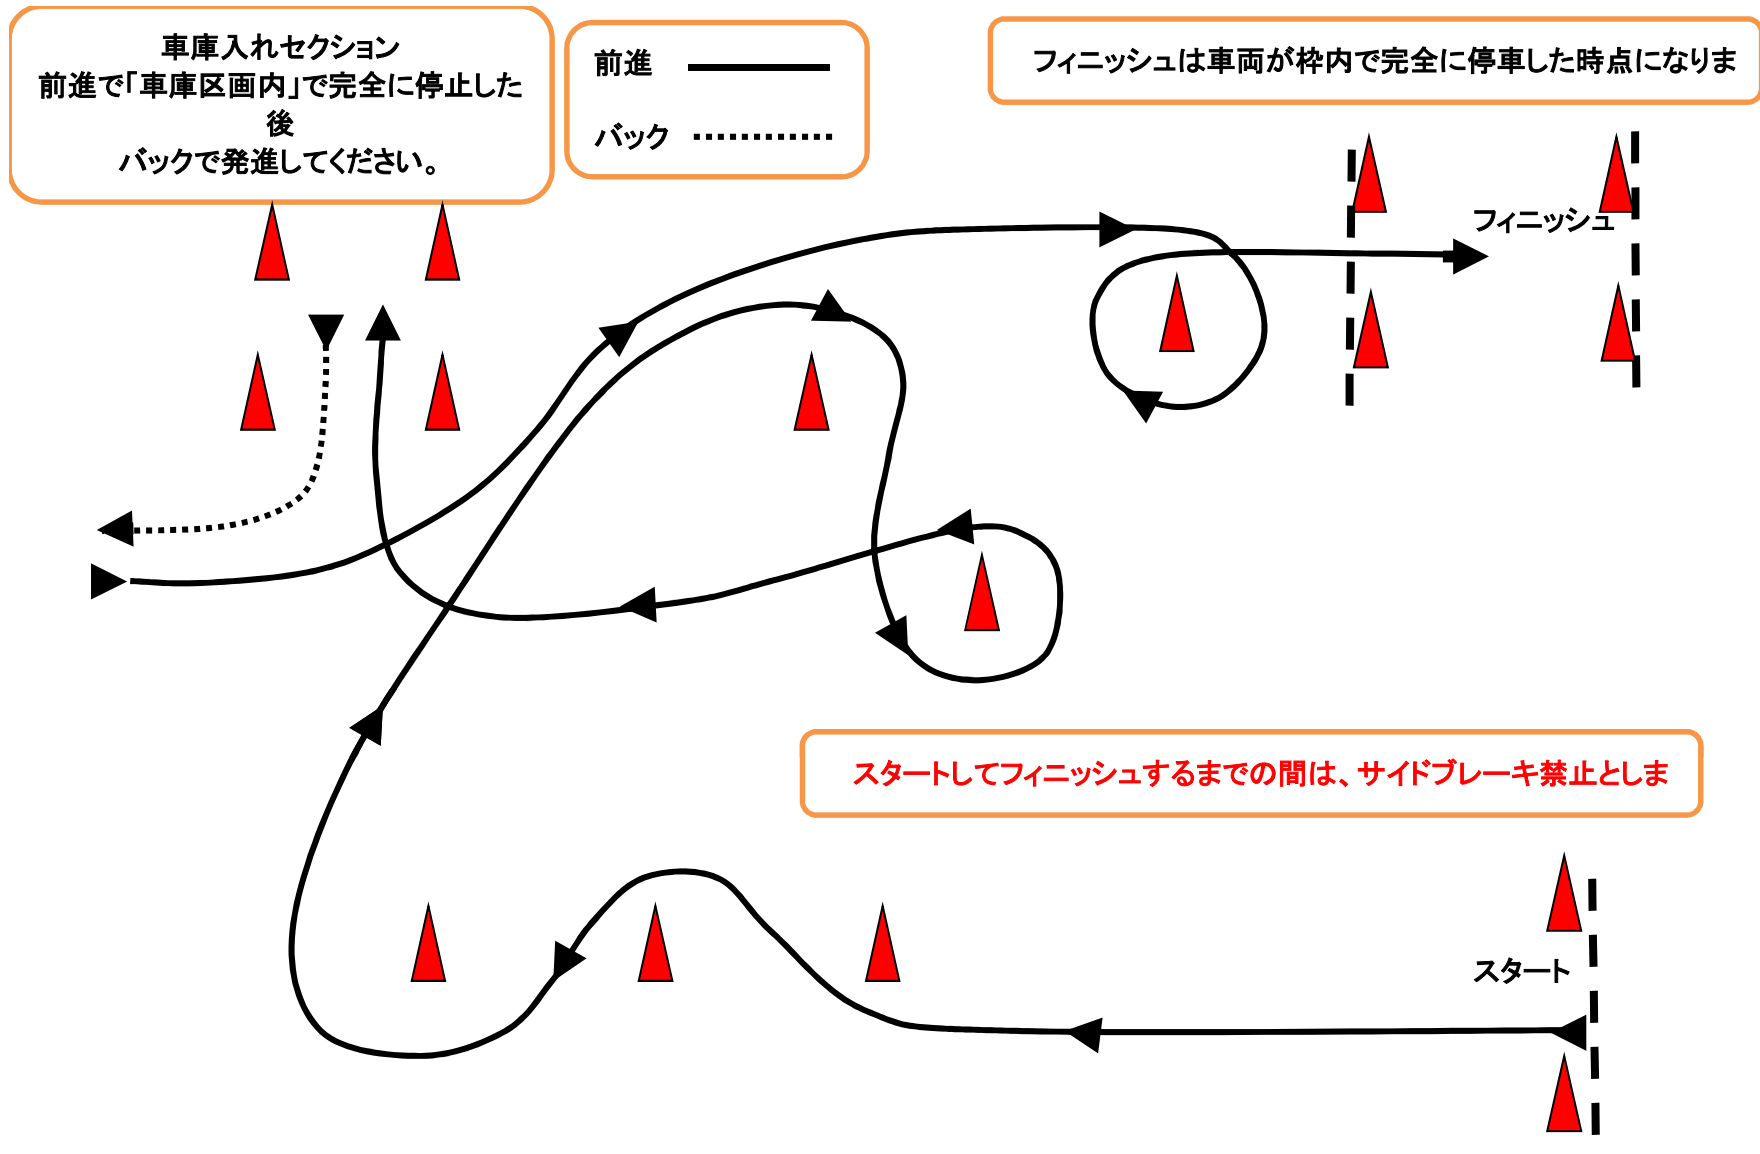 車庫入れセクション
前進で「車庫区画内」で完全に停止した
後
バックで発進してください。
前進
バック
フィニッシュは車両が枠内で完全に停車した時点になりま
フィニッシュ
スタートしてフィニッシュするまでの間は、サイドブレーキ禁止としま
スタート